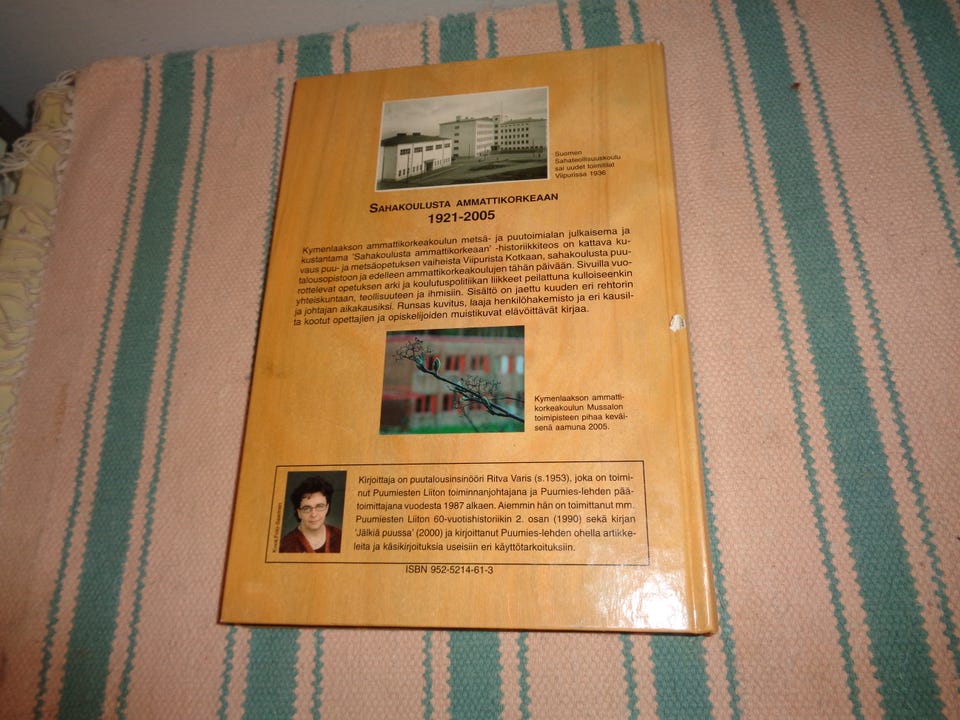 Suomen
Sahateollisuuskoulu
sai uudet toimitilat
Viipurissa 1936
SAHAKOULUSTA AMMATTIKORKEAAN
1921-2005
Kymenlaakson ammattikorkeakoulun metsä- ja puutoimialan julkaisema ja
kustantama 'Sahakoulusta ammattikorkeaan' -historiikkiteos on kattava ku-
vaus puu- ja metsäopetuksen vaiheista Viipurista Kotkaan, sahakoulusta puu-
talousopistoon ja edelleen ammattikorkeakoulujen tähän päivään. Sivuilla vuo-
rottelevat opetuksen arki ja koulutuspolitiikan liikkeet peilattuna kulloiseenkin
yhteiskuntaan, teollisuuteen ja ihmisiin. Sisältö on jaettu kuuden eri rehtorin
ja johtajan aikakausiksi. Runsas kuvitus, laaja henkilöhakemisto ja eri kausil-
ta kootut opettajien ja opiskelijoiden muistikuvat elävöittävät kirjaa.
Kymenlaakson ammatti-
korkeakoulun Mussalon
toimipisteen pihaa keväi-
senä aamuna 2005.
Kirjoittaja on puutalousinsinööri Ritva Varis (s.1953), joka on toimi-
nut Puumiesten Liiton toiminnanjohtajana ja Puumies-lehden pää-
toimittajana vuodesta 1987 alkaen. Aiemmin hän on toimittanut mm.
Puumiesten Liiton 60-vuotishistoriikin 2. osan (1990) sekä kirjan
'Jälkiä puussa' (2000) ja kirjoittanut Puumies-lehden ohella artikke-
leita ja käsikirjoituksia useisiin eri käyttötarkoituksiin.
ISBN 952-5214-61-3